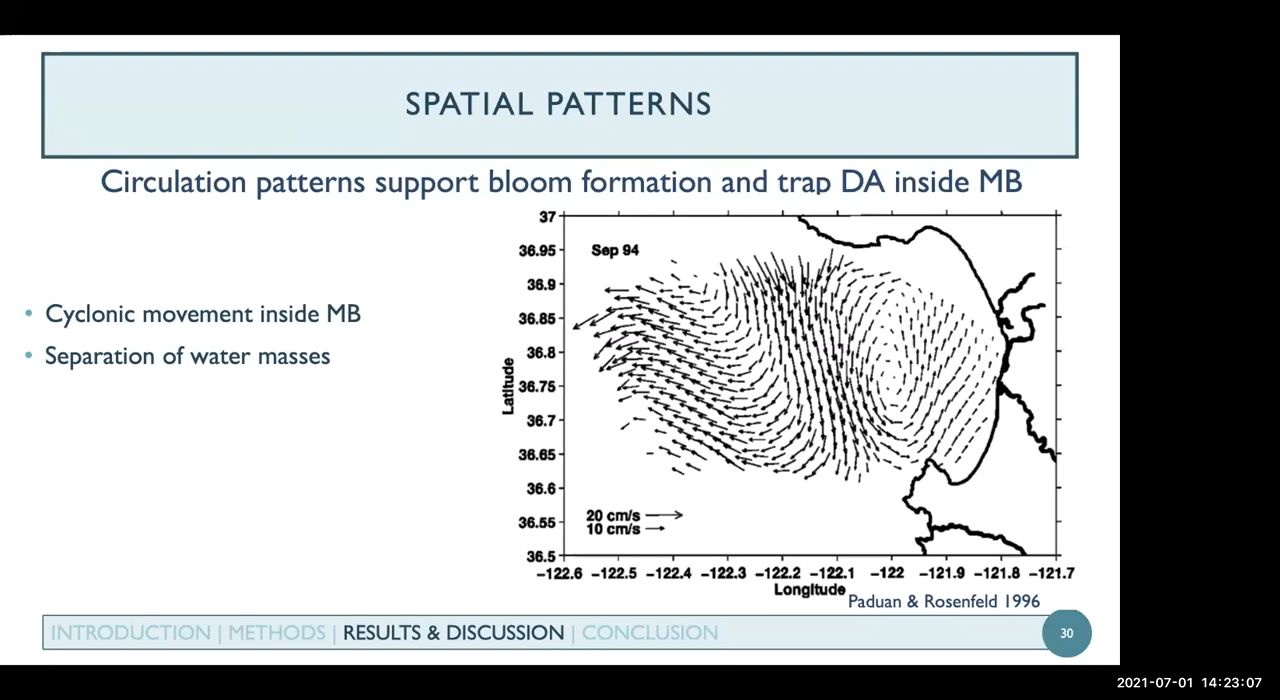 SPATIAL PATTERNS
Circulation patterns support bloom formation and trap DA inside MB
• Cyclonic movement inside MB
• Separation of water masses
37
36.95
36.9
36.85
36.8
36.75
36.7
36.65
36.6
36.55
36.5
Latitude
Sep 94
20 cm/s
10 cm/s
−122.6 −122.5 −122.4 −122.3 −122.2 −122.1 −122 −121.9 −121.8 −121.7
Longitude
Paduan & Rosenfeld 1996
INTRODUCTION | METHODS | RESULTS & DISCUSSION | CONCLUSION
30
2021-07-01 14:23:07